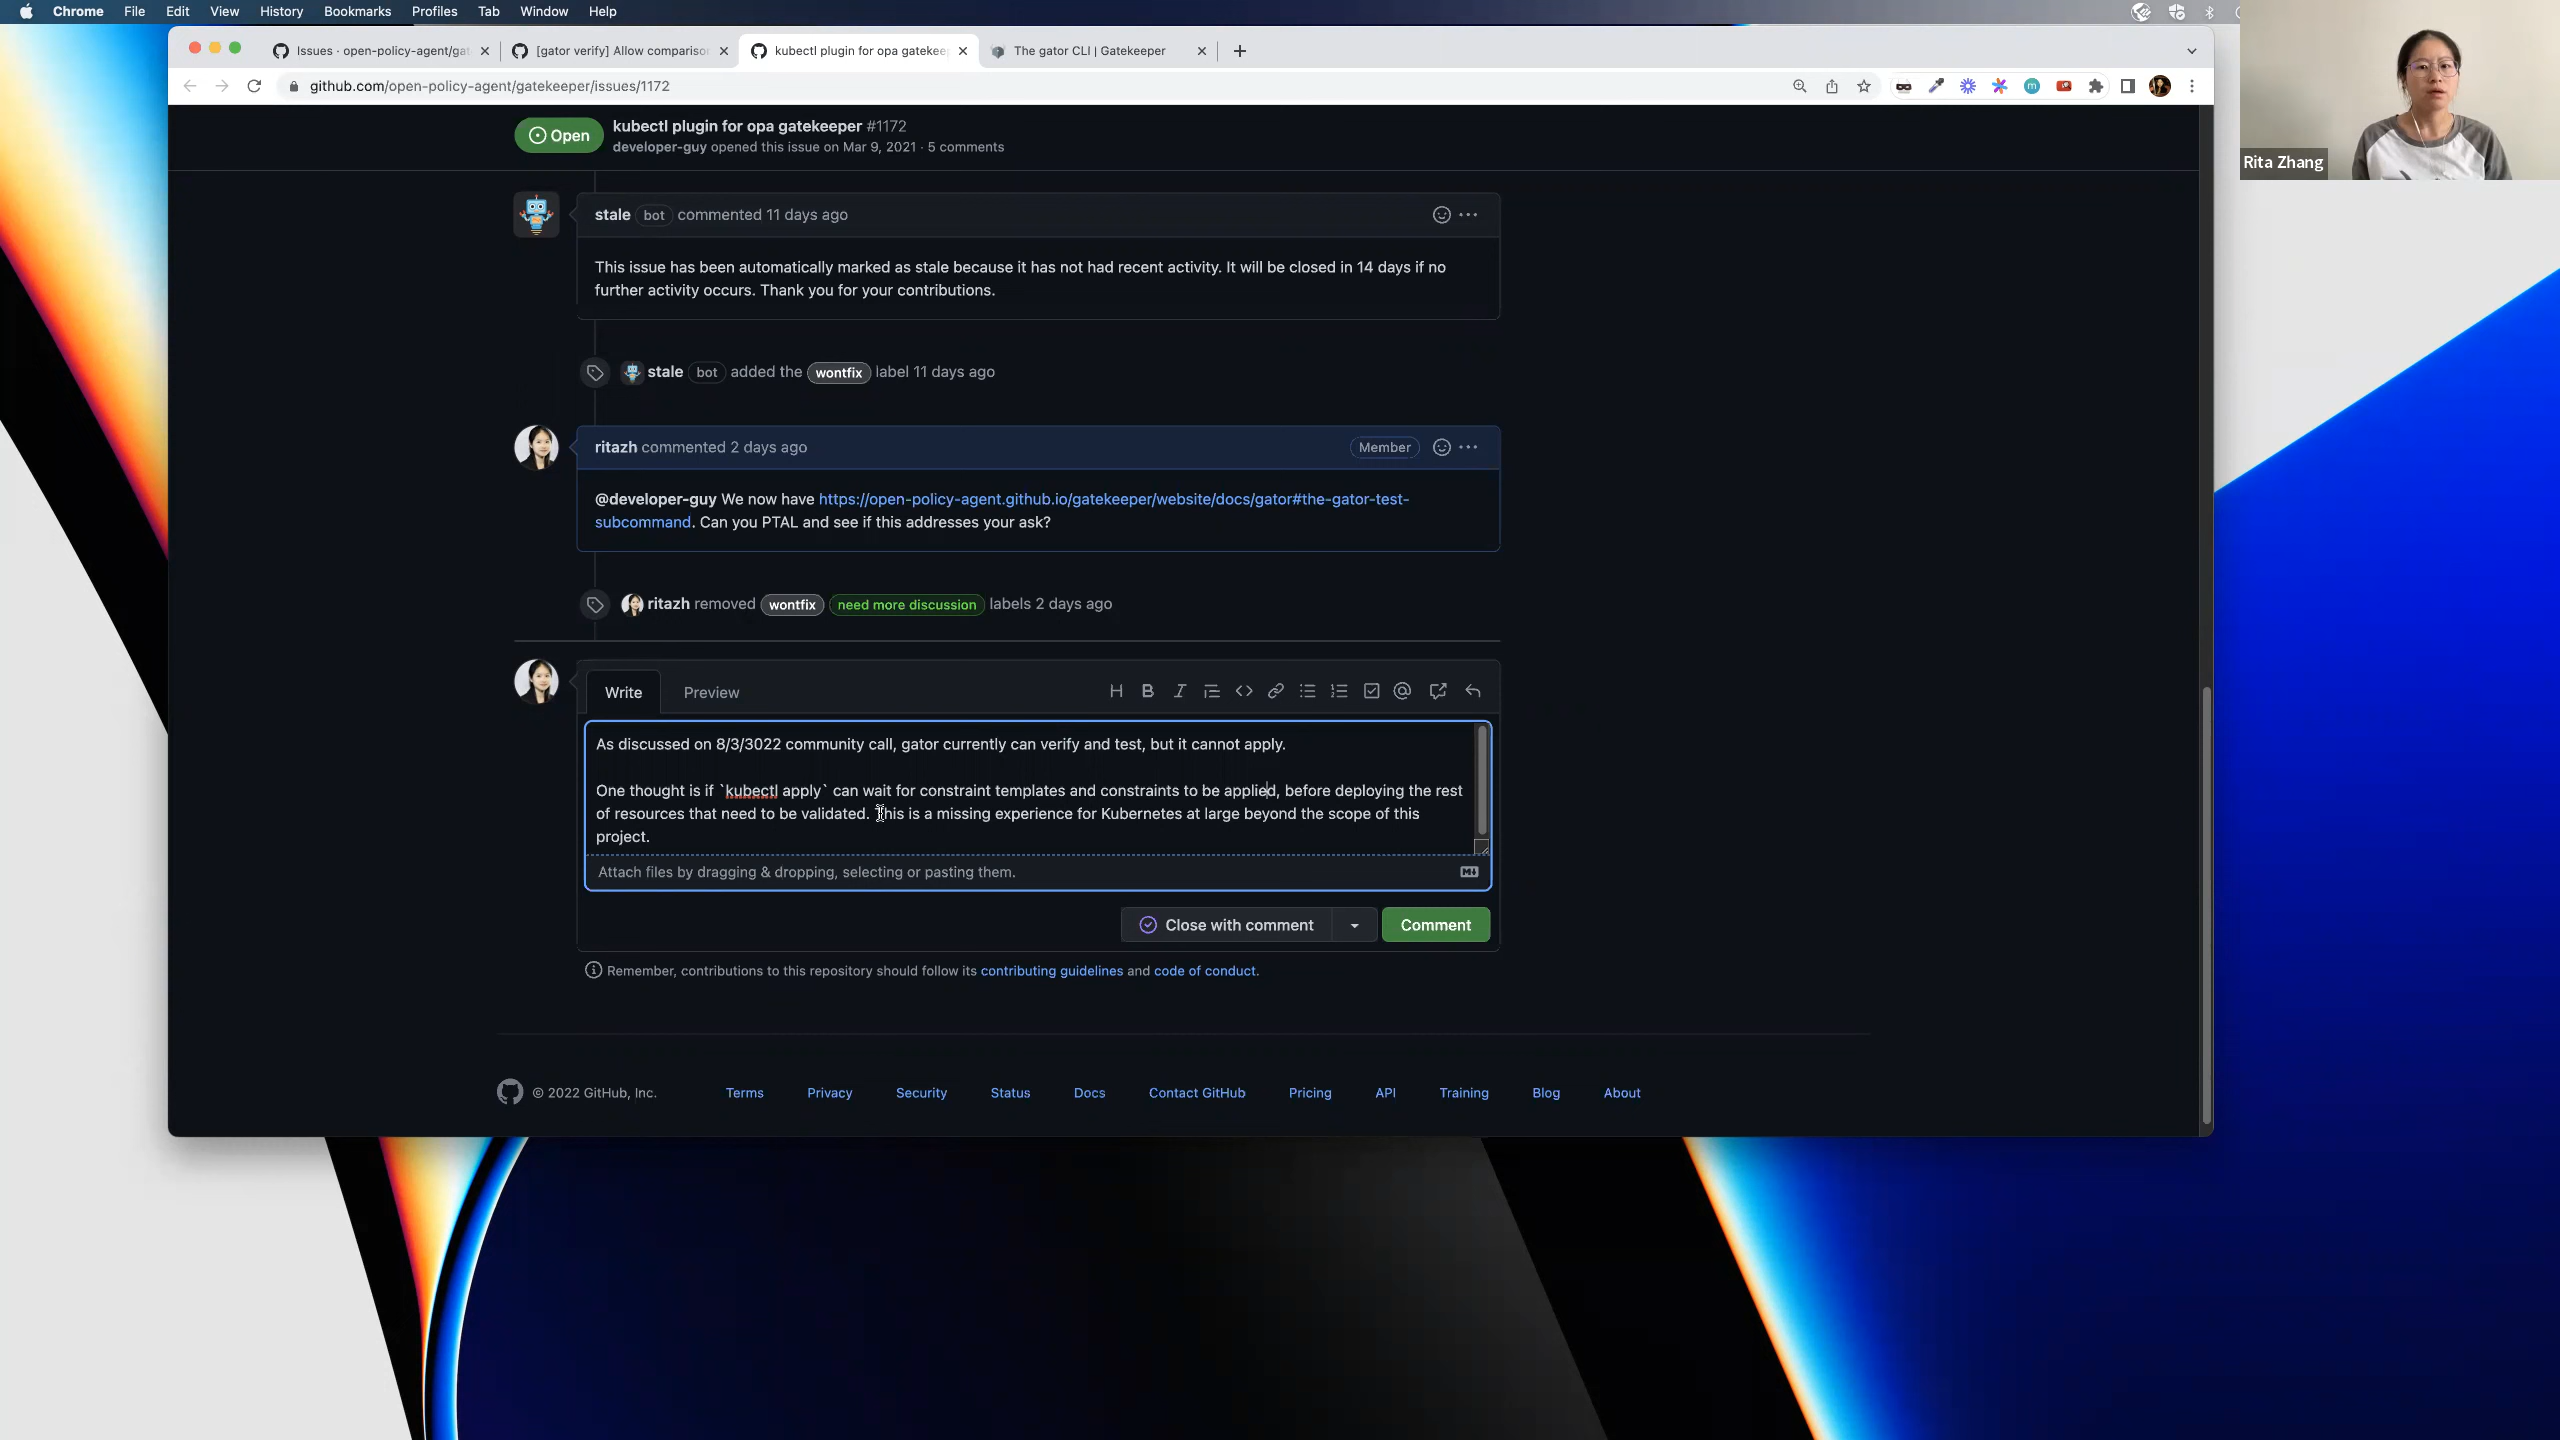 Chrome File Edit View History Bookmarks Profiles Tab Window Help
Issues · open-policy-agent/gat
[gator verify] Allow compariso
kubectl plugin for opa gatekee
The gator CLI | Gatekeeper
github.com/open-policy-agent/gatekeeper/issues/1172
Rita Zhang
Open
kubectl plugin for opa gatekeeper #1172
developer-guy opened this issue on Mar 9, 2021 · 5 comments
stale bot commented 11 days ago
This issue has been automatically marked as stale because it has not had recent activity. It will be closed in 14 days if no
further activity occurs. Thank you for your contributions.
stale bot added the wontfix label 11 days ago
ritazh commented 2 days ago Member
@developer-guy We now have https://open-policy-agent.github.io/gatekeeper/website/docs/gator#the-gator-test-
subcommand. Can you PTAL and see if this addresses your ask?
ritazh removed wontfix need more discussion labels 2 days ago
Write Preview
As discussed on 8/3/3022 community call, gator currently can verify and test, but it cannot apply.
One thought is if `kubectl apply` can wait for constraint templates and constraints to be applied, before deploying the rest
of resources that need to be validated. This is a missing experience for Kubernetes at large beyond the scope of this
project.
Attach files by dragging & dropping, selecting or pasting them.
Close with comment Comment
Remember, contributions to this repository should follow its contributing guidelines and code of conduct.
© 2022 GitHub, Inc. Terms Privacy Security Status Docs Contact GitHub Pricing API Training Blog About